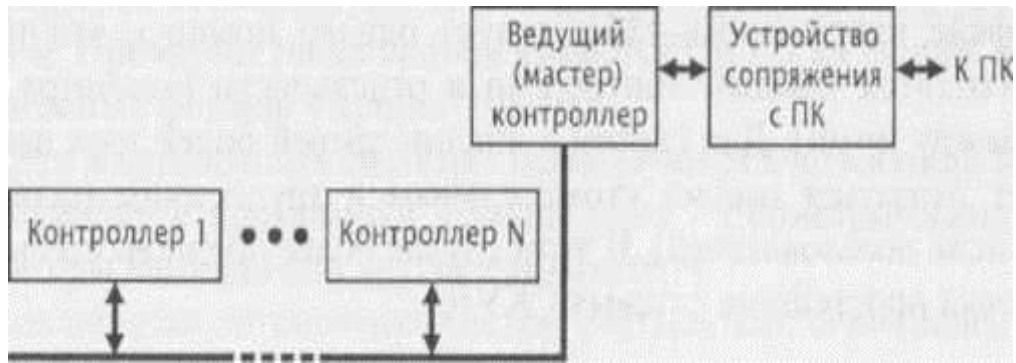 Ведущий
(мастер)
контроллер
Устройство
сопряжения
с ПК
К ПК
Контроллер 1
Контроллер N